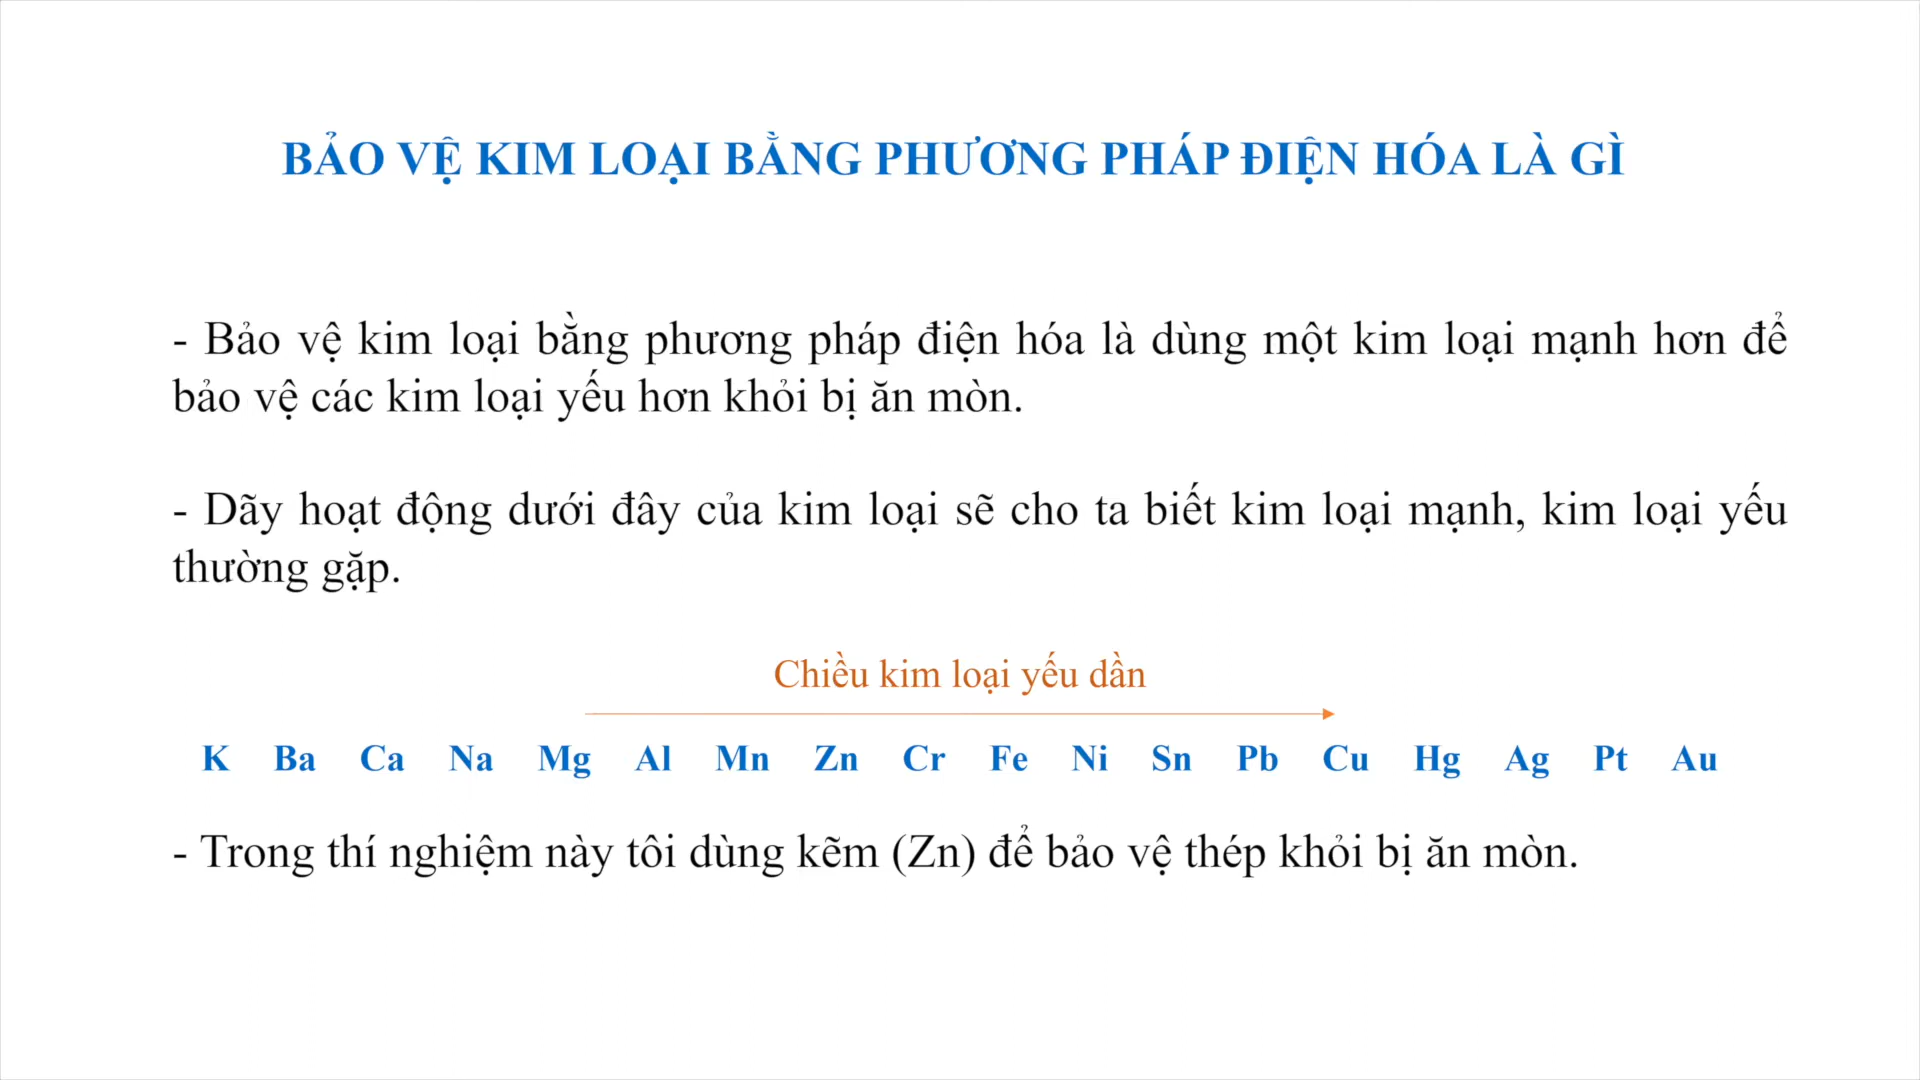 BẢO VỆ KIM LOẠI BẰNG PHƯƠNG PHÁP ĐIỆN HÓA LÀ GÌ
- Bảo vệ kim loại bằng phương pháp điện hóa là dùng một kim loại mạnh hơn để
bảo vệ các kim loại yếu hơn khỏi bị ăn mòn.
- Dãy hoạt động dưới đây của kim loại sẽ cho ta biết kim loại mạnh, kim loại yếu
thường gặp.
Chiều kim loại yếu dần
K Ba Ca Na Mg Al Mn Zn Cr Fe Ni Sn Pb Cu Hg Ag Pt Au
- Trong thí nghiệm này tôi dùng kẽm (Zn) để bảo vệ thép khỏi bị ăn mòn.